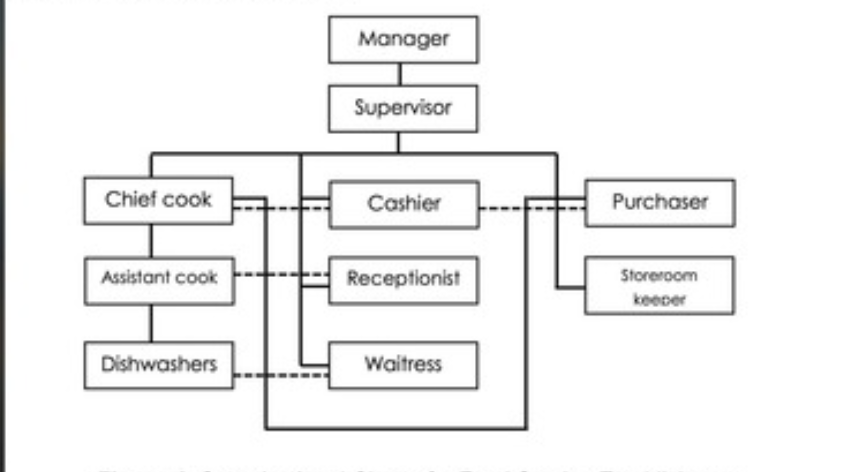 Manager
Supervisor
Chief cook
Cashier
Purchaser
Assistant cook
Receptionist
Storeroom
keeper
Dishwashers
Waitress